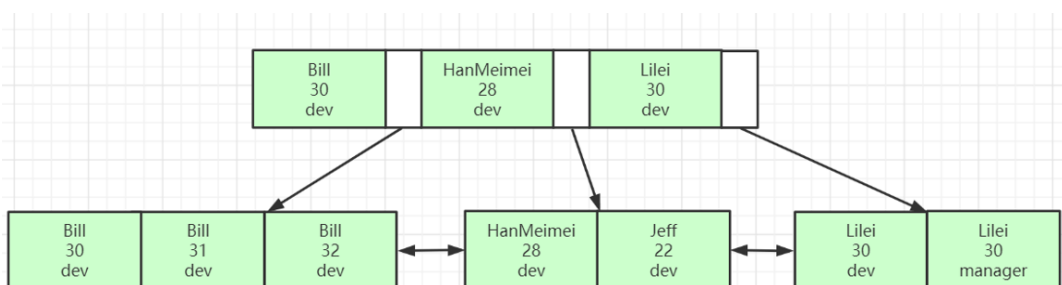 Bill
30
dev
HanMeimei
28
dev
Lilei
30
dev
Bill
30
dev
Bill
31
dev
Bill
32
dev
HanMeimei
28
dev
Jeff
22
dev
Lilei
30
dev
Lilei
30
manager